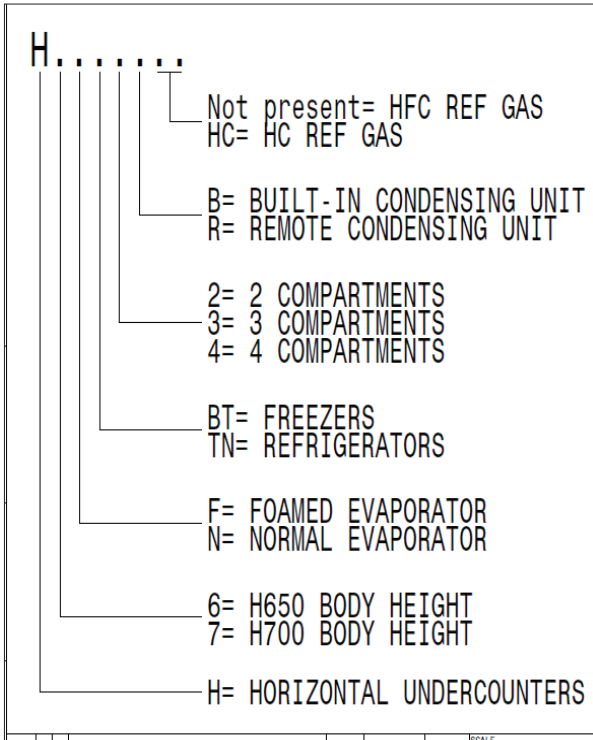 H.......
Not present= HFC REF GAS
HC= HC REF GAS
B= BUILT-IN CONDENSING UNIT
R= REMOTE CONDENSING UNIT
2= 2 COMPARTMENTS
3= 3 COMPARTMENTS
4= 4 COMPARTMENTS
BT= FREEZERS
TN= REFRIGERATORS
F= FOAMED EVAPORATOR
N= NORMAL EVAPORATOR
6= H650 BODY HEIGHT
7= H700 BODY HEIGHT
H= HORIZONTAL UNDERCOUNTERS
SCALE